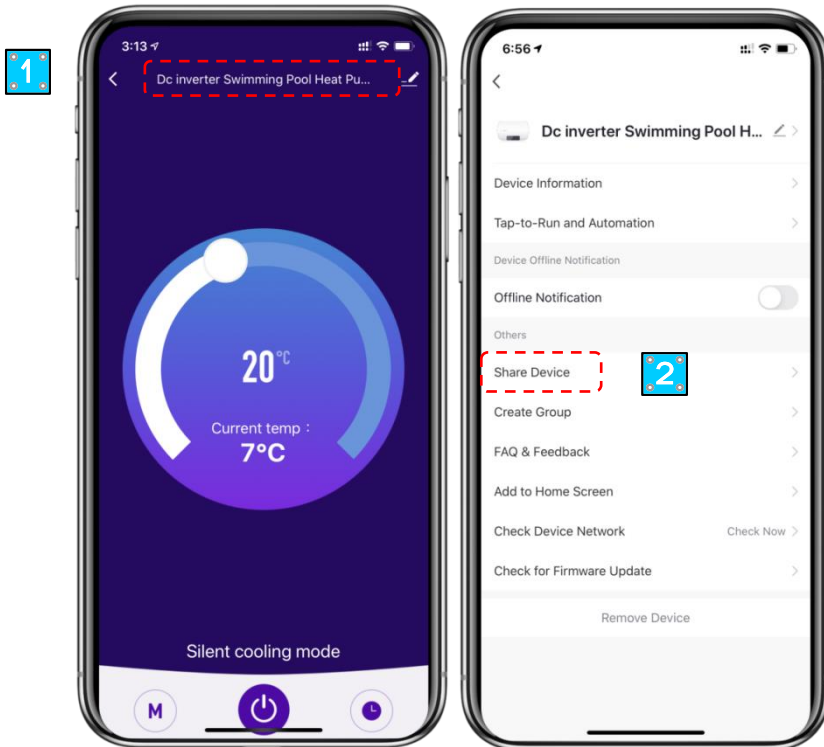 1
3:13
Dc inverter Swimming Pool Heat Pu...
20°C
Current temp :
7°C
Silent cooling mode
M
6:56
Dc inverter Swimming Pool H...
Device Information
Tap-to-Run and Automation
Device Offline Notification
Offline Notification
Others
Share Device
2
Create Group
FAQ & Feedback
Add to Home Screen
Check Device Network Check Now
Check for Firmware Update
Remove Device